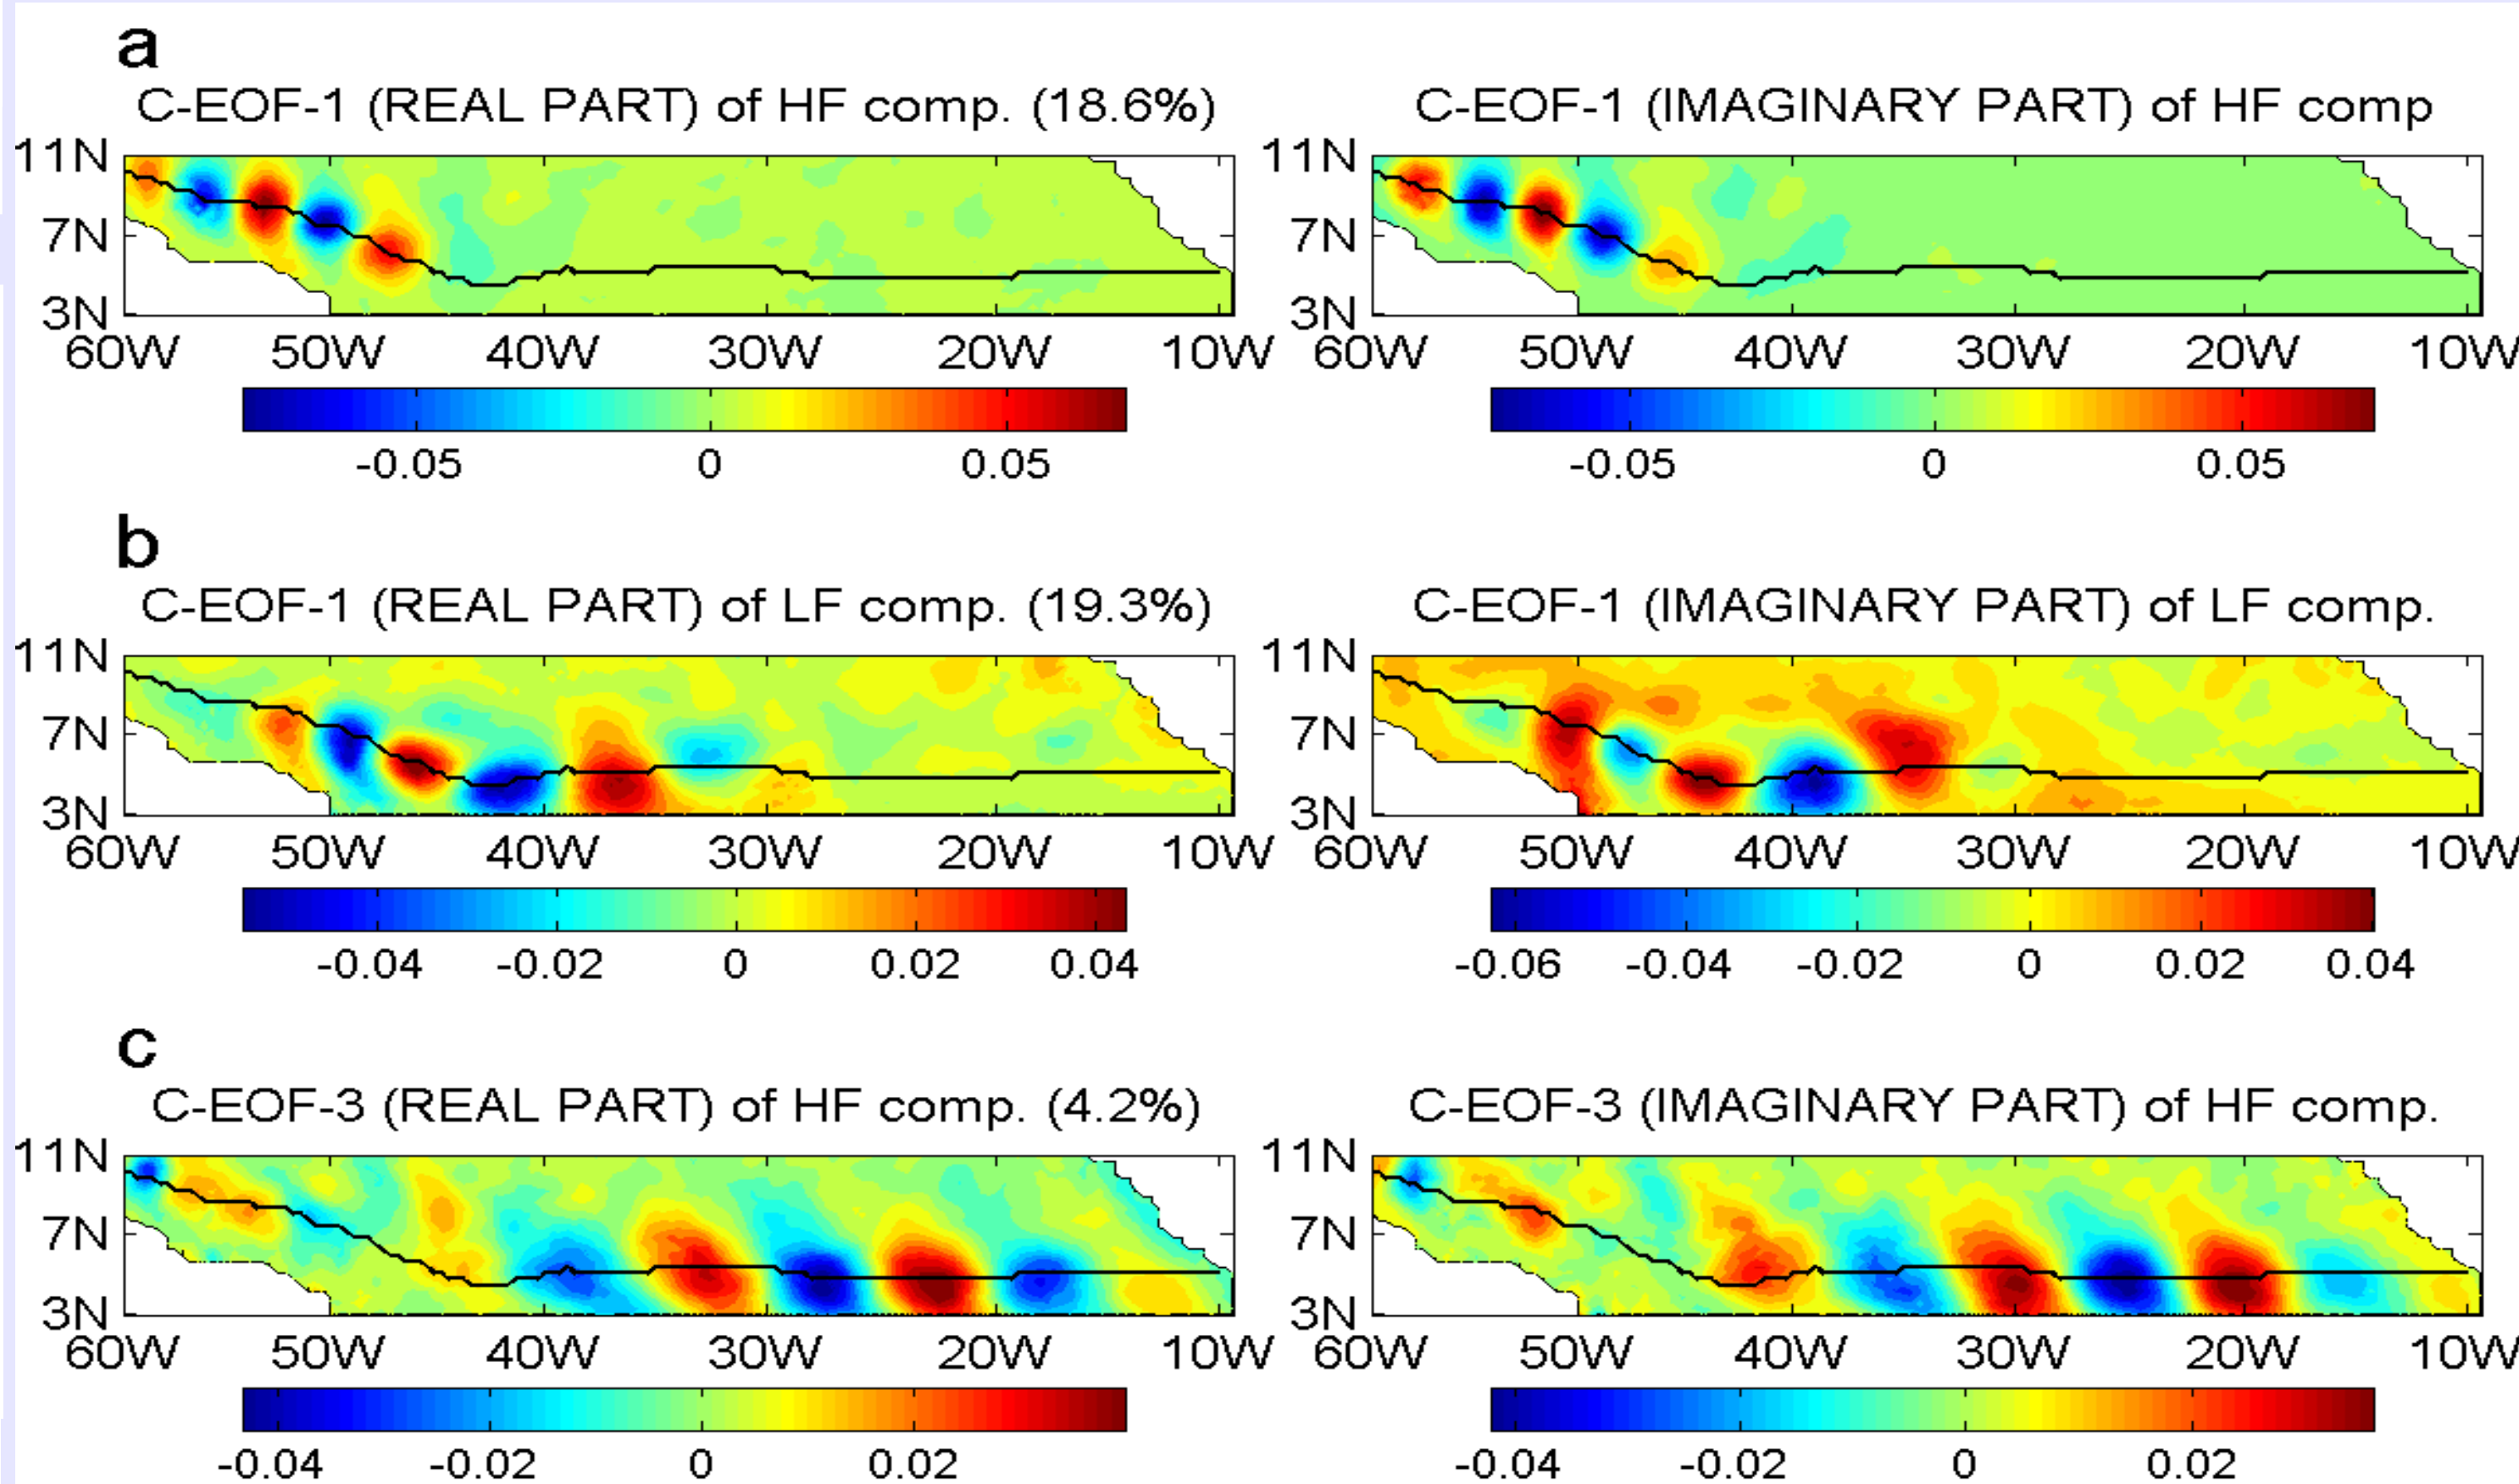 a
C-EOF-1 (REAL PART) of HF comp. (18.6%)
C-EOF-1 (IMAGINARY PART) of HF comp
11N
7N
3N
60W 50W 40W 30W 20W 10W
11N
7N
3N
60W 50W 40W 30W 20W 10W
-0.05 0 0.05
-0.05 0 0.05
b
C-EOF-1 (REAL PART) of LF comp. (19.3%)
C-EOF-1 (IMAGINARY PART) of LF comp.
11N
7N
3N
60W 50W 40W 30W 20W 10W
11N
7N
3N
60W 50W 40W 30W 20W 10W
-0.04 -0.02 0 0.02 0.04
-0.06 -0.04 -0.02 0 0.02 0.04
c
C-EOF-3 (REAL PART) of HF comp. (4.2%)
C-EOF-3 (IMAGINARY PART) of HF comp.
11N
7N
3N
60W 50W 40W 30W 20W 10W
11N
7N
3N
60W 50W 40W 30W 20W 10W
-0.04 -0.02 0 0.02
-0.04 -0.02 0 0.02